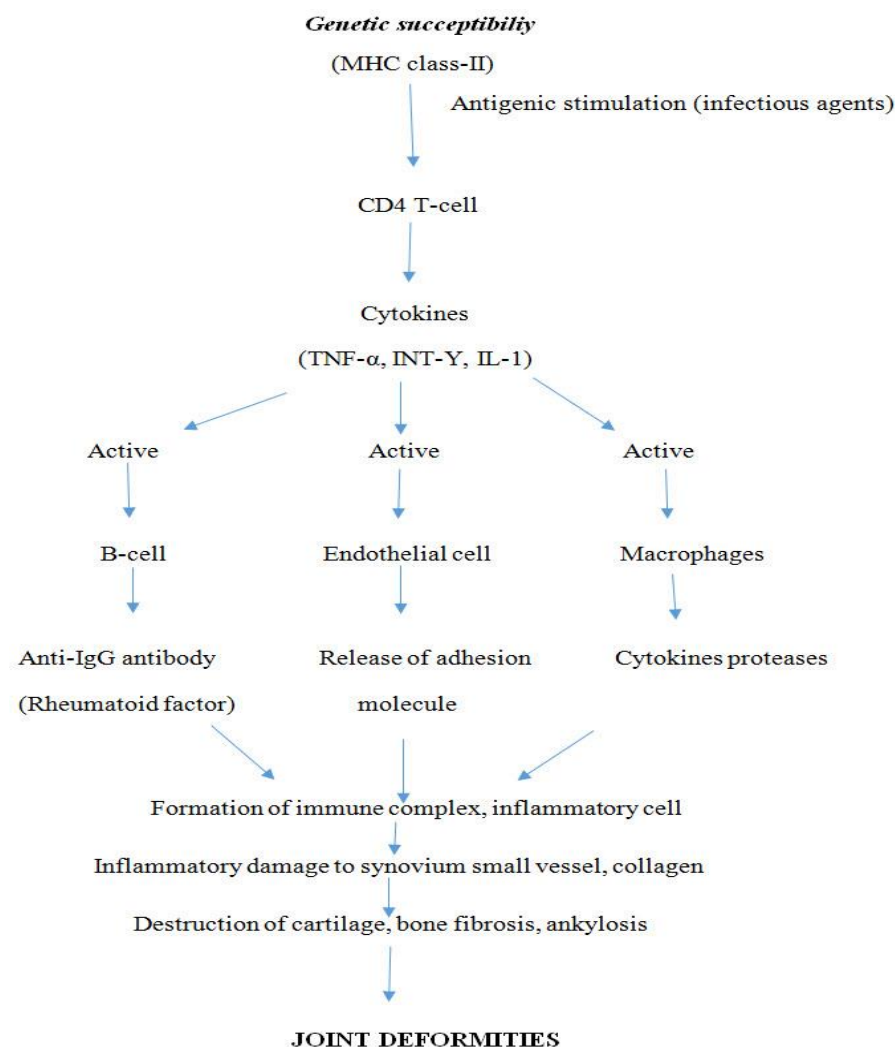 Genetic succeptibiliy
(MHC class-II)
Antigenic stimulation (infectious agents)
CD4 T-cell
Cytokines
(TNF-α, INT-Y, IL-1)
Active Active Active
B-cell Endothelial cell Macrophages
Anti-IgG antibody Release of adhesion Cytokines proteases
(Rheumatoid factor) molecule
Formation of immune complex, inflammatory cell
Inflammatory damage to synovium small vessel, collagen
Destruction of cartilage, bone fibrosis, ankylosis
JOINT DEFORMITIES